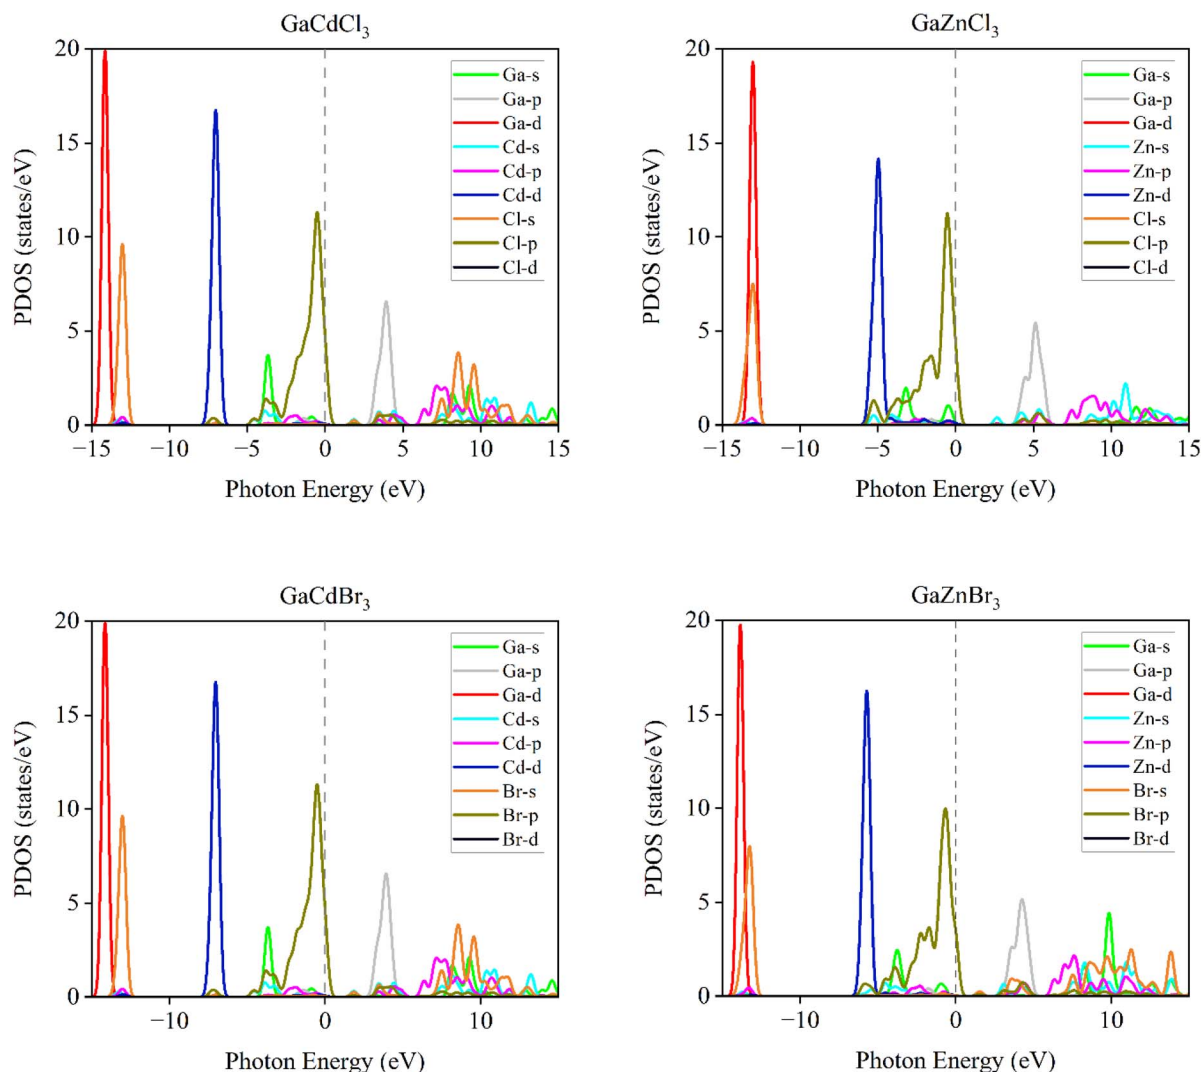 GaCdCl₃
20
15
10
5
0
PDOS (states/eV)
−15
−10
−5
0
5
10
15
Photon Energy (eV)
Ga-s
Ga-p
Ga-d
Cd-s
Cd-p
Cd-d
Cl-s
Cl-p
Cl-d
GaZnCl₃
20
15
10
5
0
PDOS (states/eV)
−15
−10
−5
0
5
10
15
Photon Energy (eV)
Ga-s
Ga-p
Ga-d
Zn-s
Zn-p
Zn-d
Cl-s
Cl-p
Cl-d
GaCdBr₃
20
15
10
5
0
PDOS (states/eV)
−10
0
10
Photon Energy (eV)
Ga-s
Ga-p
Ga-d
Cd-s
Cd-p
Cd-d
Br-s
Br-p
Br-d
GaZnBr₃
20
15
10
5
0
PDOS (states/eV)
−10
0
10
Photon Energy (eV)
Ga-s
Ga-p
Ga-d
Zn-s
Zn-p
Zn-d
Br-s
Br-p
Br-d